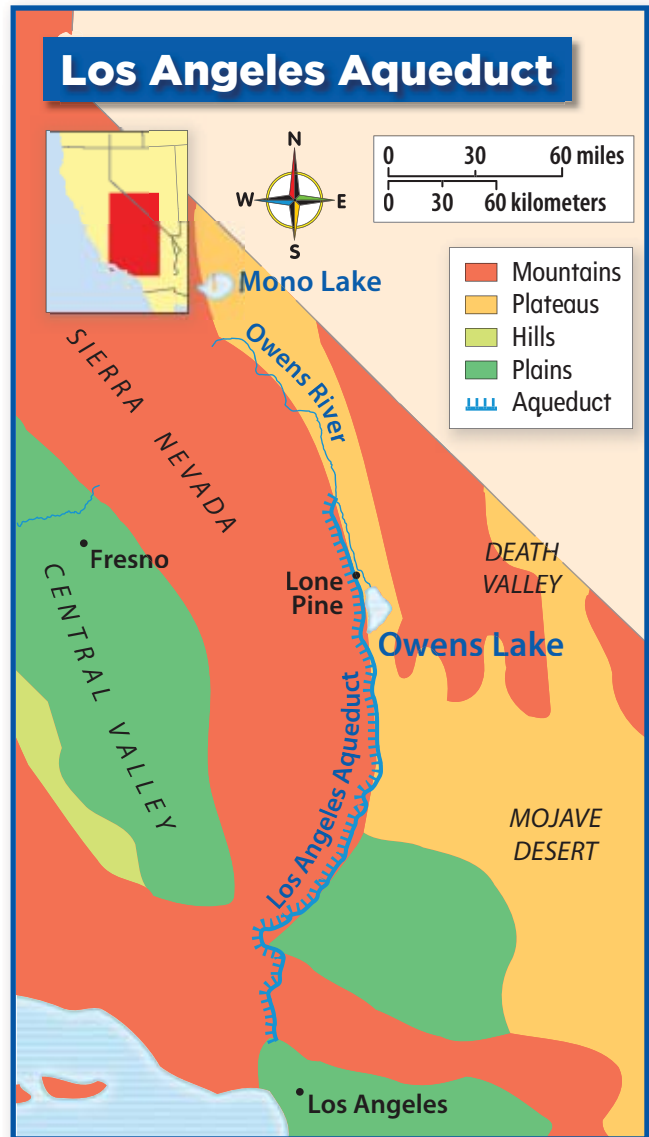 Los Angeles Aqueduct
N
W E
S
0 30 60 miles
0 30 60 kilometers
Mountains
Plateaus
Hills
Plains
Aqueduct
Mono Lake
Owens River
SIERRA NEVADA
Fresno
CENTRAL VALLEY
Lone
Pine
DEATH
VALLEY
Owens Lake
Los Angeles Aqueduct
MOJAVE
DESERT
Los Angeles